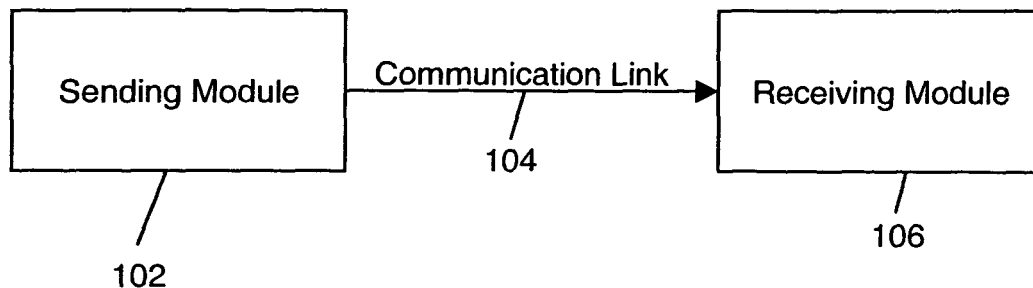 Sending Module
Communication Link
Receiving Module
104
102
106